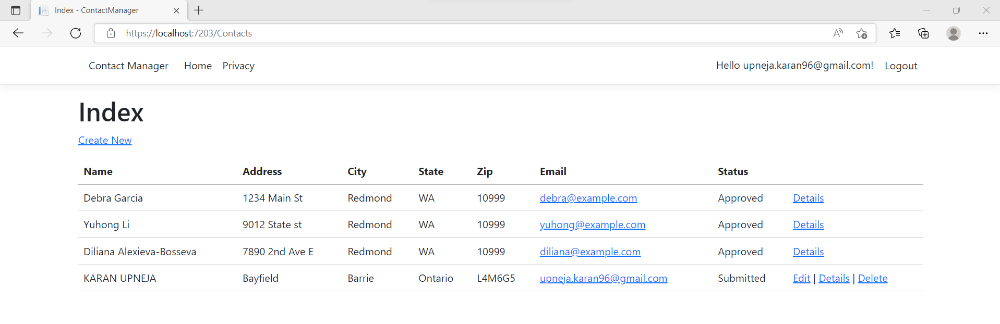 Index - ContactManager
https://localhost:7203/Contacts
Contact Manager Home Privacy Hello upneja.karan96@gmail.com! Logout
Index
Create New
Name Address City State Zip Email Status
Debra Garcia 1234 Main St Redmond WA 10999 debra@example.com Approved Details
Yuhong Li 9012 State st Redmond WA 10999 yuhong@example.com Approved Details
Diliana Alexieva-Bosseva 7890 2nd Ave E Redmond WA 10999 diliana@example.com Approved Details
KARAN UPNEJA Bayfield Barrie Ontario L4M6G5 upneja.karan96@gmail.com Submitted Edit | Details | Delete